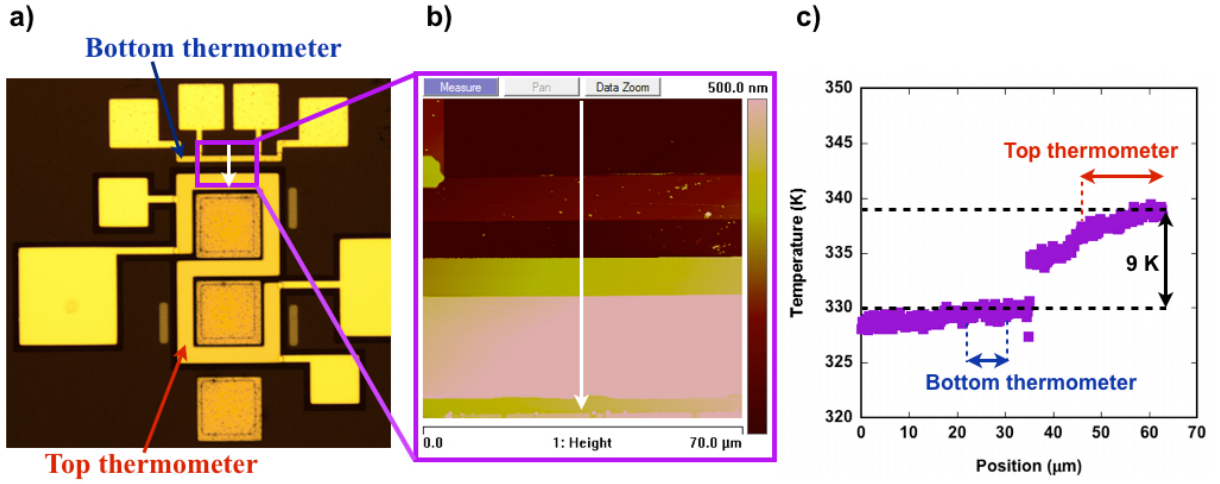 a)
Bottom thermometer
Top thermometer
b)
Measure
Pan
Data Zoom
500.0 nm
0.0
1: Height
70.0 µm
c)
350
345
340
335
330
325
320
Temperature (K)
Top thermometer
9 K
Bottom thermometer
0
10
20
30
40
50
60
70
Position (µm)